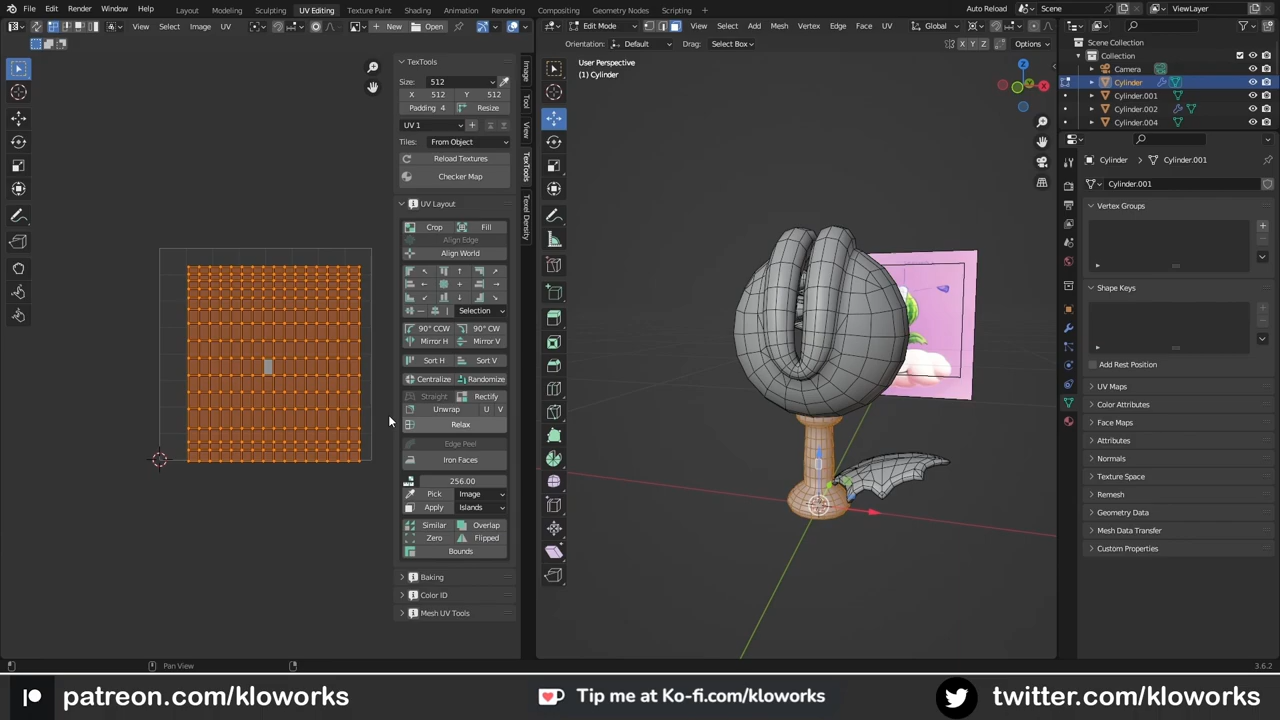 File Edit Render Window Help Layout Modeling Sculpting UV Editing Texture Paint Shading Animation Rendering Compositing Geometry Nodes Scripting Auto Reload Scene ViewLayer
View Select Image UV New Open Edit Mode View Select Add Mesh Vertex Edge Face UV Global
Orientation: Default Drag: Select Box X Y Z Options
Scene Collection
Collection
Camera
Cylinder
Cylinder.001
Cylinder.002
Cylinder.004
TexTools
Size: 512
X 512 Y 512
Padding 4 Resize
UV 1
Tiles: From Object
Reload Textures
Checker Map
UV Layout
Crop Fill
Align Edge
Align World
Selection
90° CCW 90° CW
Mirror H Mirror V
Sort H Sort V
Centralize Randomize
Straight Rectify
Unwrap U V
Relax
Edge Peel
Iron Faces
256.00
Pick Image
Apply Islands
Similar Overlap
Zero Flipped
Bounds
Baking
Color ID
Mesh UV Tools
Image
Tool
View
TexTools
Texel Density
User Perspective
(1) Cylinder
Z
X
Cylinder Cylinder.001
Cylinder.001
Vertex Groups
Shape Keys
Add Rest Position
UV Maps
Color Attributes
Face Maps
Attributes
Normals
Texture Space
Remesh
Geometry Data
Mesh Data Transfer
Custom Properties
Pan View
3.6.2
patreon.com/kloworks Tip me at Ko-fi.com/kloworks twitter.com/kloworks